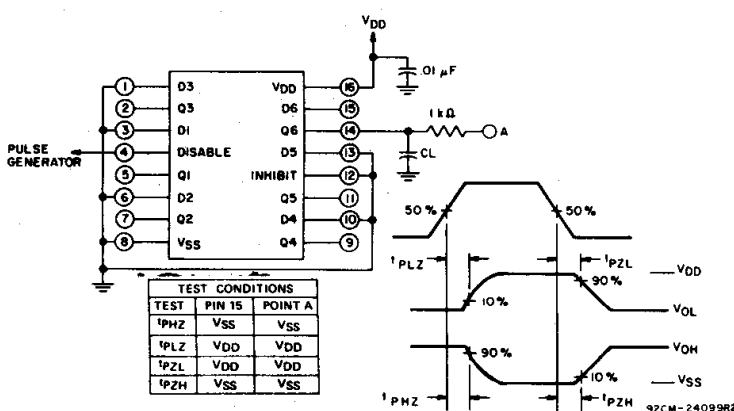 VDD
.01 µF
1 D3 VDD 16
2 Q3 D6 15
3 D1 Q6 14
1 kΩ A
PULSE GENERATOR
4 DISABLE D5 13
CL
5 Q1 INHIBIT 12
6 D2 Q5 11
7 Q2 D4 10
8 VSS Q4 9
50% 50%
tPLZ tPZL
VDD
90%
10%
VOL
VOH
90%
10%
VSS
tPHZ tPZH
TEST CONDITIONS
TEST PIN 15 POINT A
tPHZ VSS VSS
tPLZ VDD VDD
tPZL VDD VDD
tPZH VSS VSS
92CM-24099R2